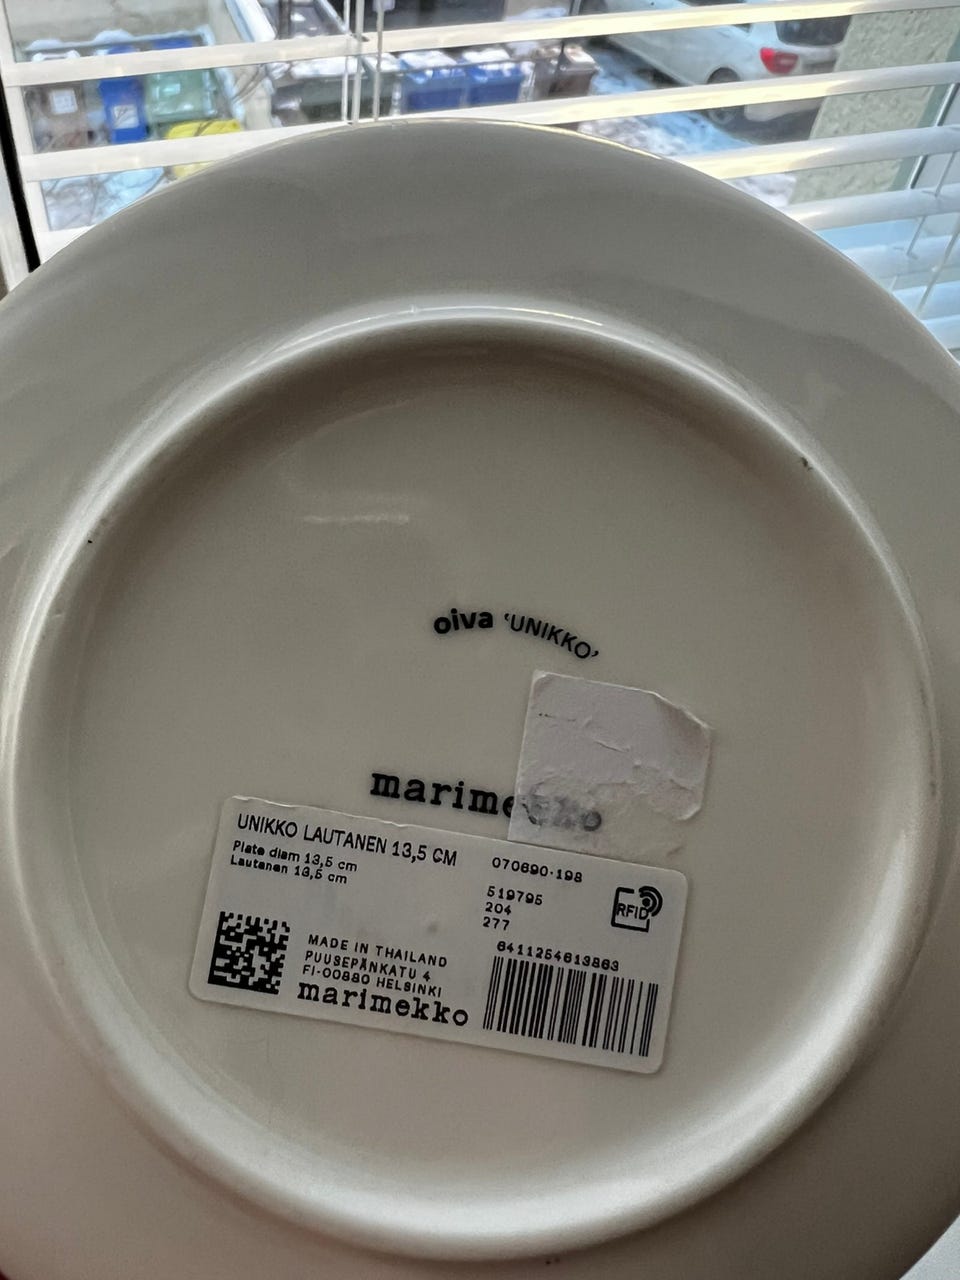 oiva 'UNIKKO'
marimekko
UNIKKO LAUTANEN 13,5 CM
Plate diam 13,5 cm
Lautanen 13,5 cm
070690-198
519795
204
277
RFID
MADE IN THAILAND
PUUSEPÄNKATU 4
FI-00880 HELSINKI
marimekko
6411254613863